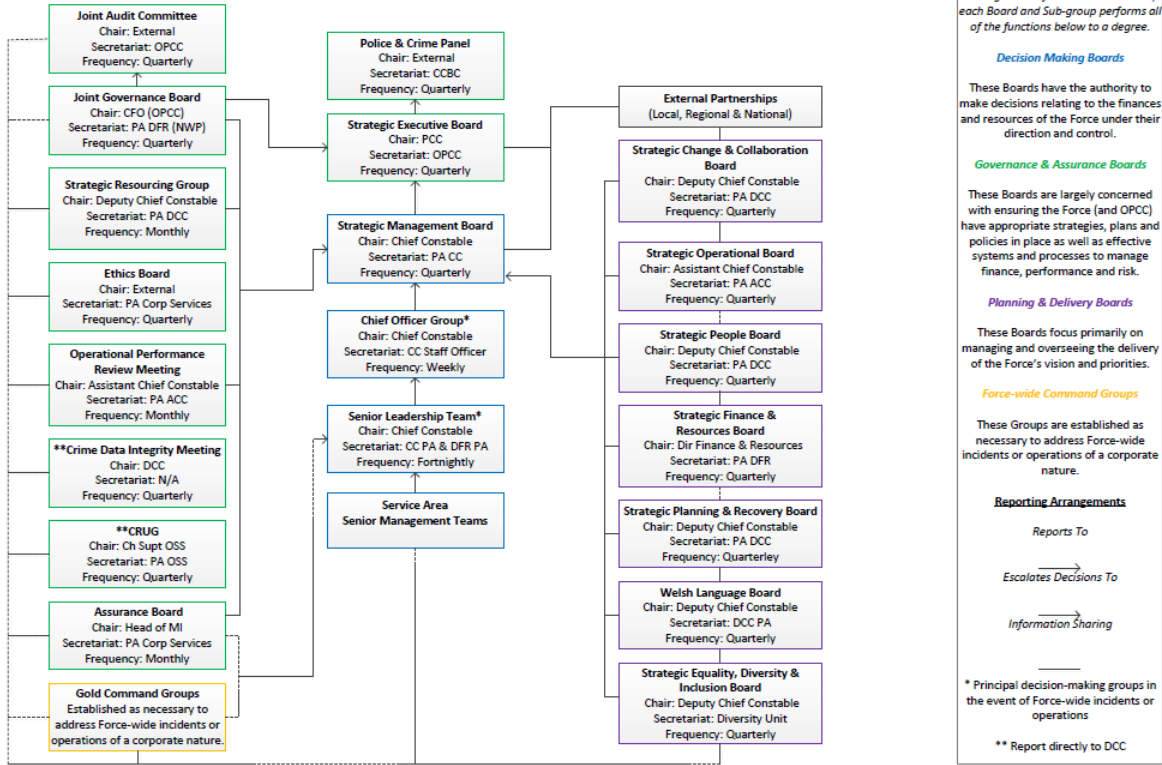 Joint Audit Committee
Chair: External
Secretariat: OPCC
Frequency: Quarterly
Joint Governance Board
Chair: CFO (OPCC)
Secretariat: PA DFR (NWP)
Frequency: Quarterly
Strategic Resourcing Group
Chair: Deputy Chief Constable
Secretariat: PA DCC
Frequency: Monthly
Ethics Board
Chair: External
Secretariat: PA Corp Services
Frequency: Quarterly
Operational Performance
Review Meeting
Chair: Assistant Chief Constable
Secretariat: PA ACC
Frequency: Monthly
**Crime Data Integrity Meeting
Chair: DCC
Secretariat: N/A
Frequency: Quarterly
**CRUG
Chair: Ch Supt OSS
Secretariat: PA OSS
Frequency: Quarterly
Assurance Board
Chair: Head of MI
Secretariat: PA Corp Services
Frequency: Monthly
Gold Command Groups
Established as necessary to
address Force-wide incidents or
operations of a corporate nature.
Police & Crime Panel
Chair: External
Secretariat: CCBC
Frequency: Quarterly
Strategic Executive Board
Chair: PCC
Secretariat: OPCC
Frequency: Quarterly
Strategic Management Board
Chair: Chief Constable
Secretariat: PA CC
Frequency: Quarterly
Chief Officer Group*
Chair: Chief Constable
Secretariat: CC Staff Officer
Frequency: Weekly
Senior Leadership Team*
Chair: Chief Constable
Secretariat: CC PA & DFR PA
Frequency: Fortnightly
Service Area
Senior Management Teams
External Partnerships
(Local, Regional & National)
Strategic Change & Collaboration
Board
Chair: Deputy Chief Constable
Secretariat: PA DCC
Frequency: Quarterly
Strategic Operational Board
Chair: Assistant Chief Constable
Secretariat: PA ACC
Frequency: Quarterly
Strategic People Board
Chair: Deputy Chief Constable
Secretariat: PA DCC
Frequency: Quarterly
Strategic Finance &
Resources Board
Chair: Dir Finance & Resources
Secretariat: PA DFR
Frequency: Quarterly
Strategic Planning & Recovery Board
Chair: Deputy Chief Constable
Secretariat: PA DCC
Frequency: Quarterley
Welsh Language Board
Chair: Deputy Chief Constable
Secretariat: DCC PA
Frequency: Quarterly
Strategic Equality, Diversity &
Inclusion Board
Chair: Deputy Chief Constable
Secretariat: Diversity Unit
Frequency: Quarterly
each Board and Sub-group performs all
of the functions below to a degree.
Decision Making Boards
These Boards have the authority to
make decisions relating to the finances
and resources of the Force under their
direction and control.
Governance & Assurance Boards
These Boards are largely concerned
with ensuring the Force (and OPCC)
have appropriate strategies, plans and
policies in place as well as effective
systems and processes to manage
finance, performance and risk.
Planning & Delivery Boards
These Boards focus primarily on
managing and overseeing the delivery
of the Force's vision and priorities.
Force-wide Command Groups
These Groups are established as
necessary to address Force-wide
incidents or operations of a corporate
nature.
Reporting Arrangements
Reports To
Escalates Decisions To
Information Sharing
* Principal decision-making groups in
the event of Force-wide incidents or
operations
** Report directly to DCC